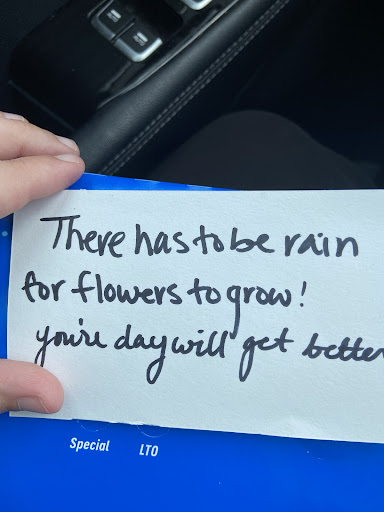 There has to be rain
for flowers to grow!
you're day will get better
Special LTO